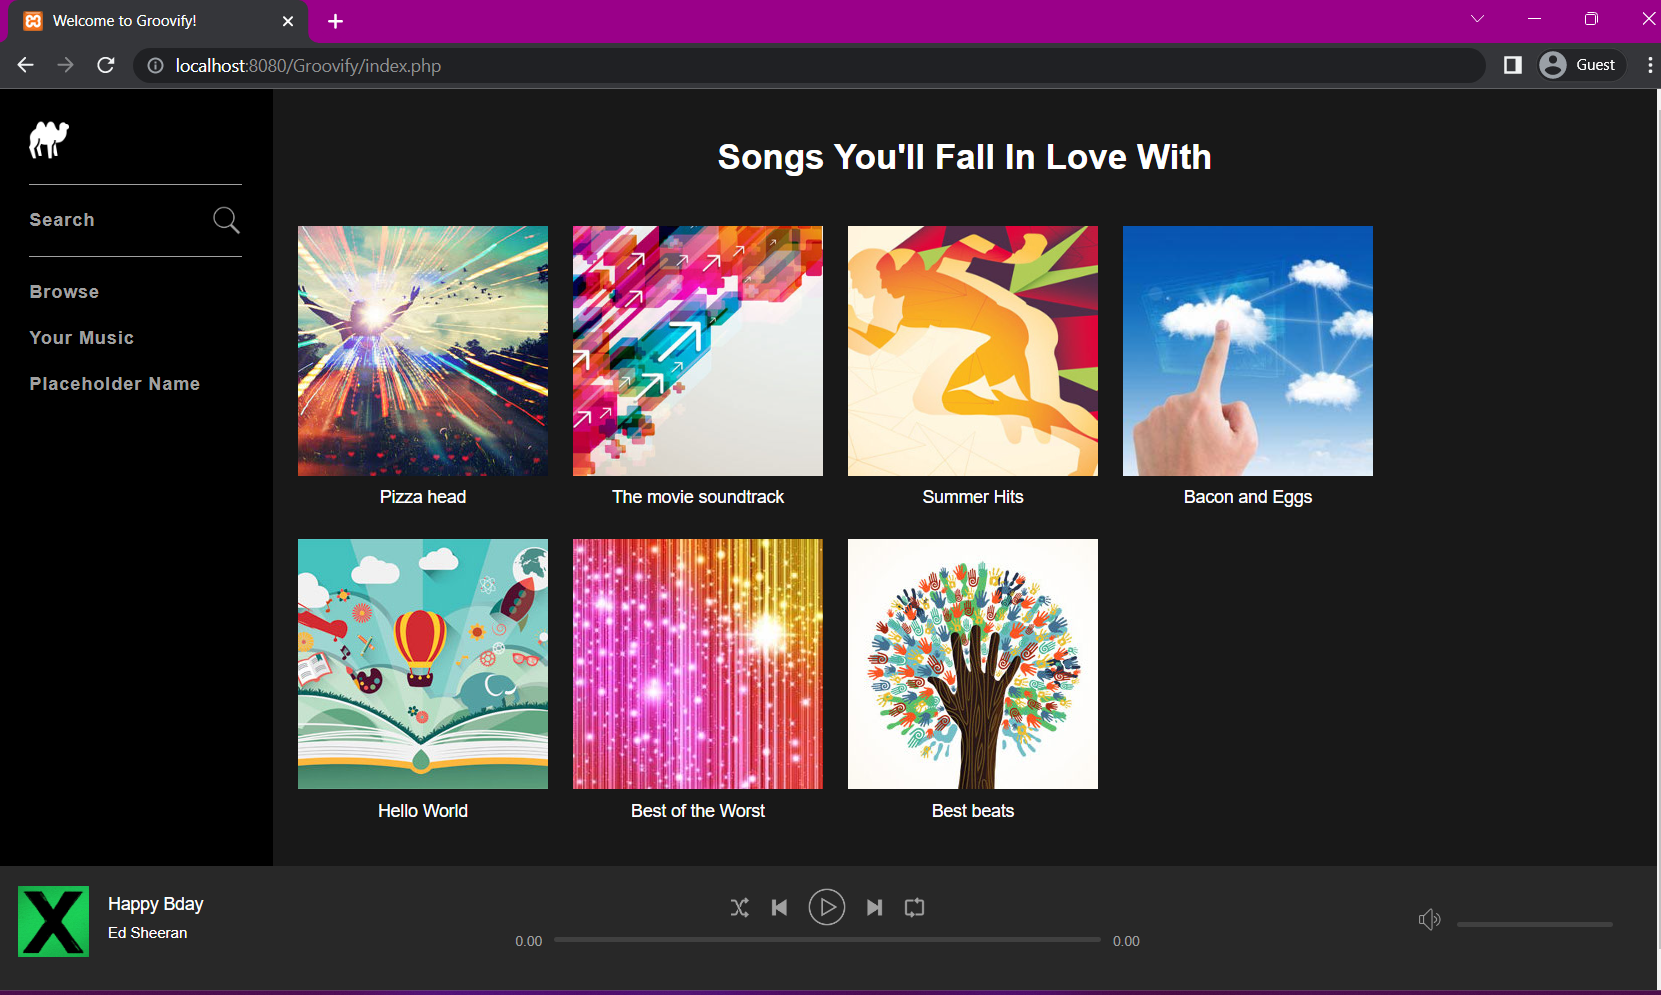 Welcome to Groovify!
localhost:8080/Groovify/index.php
Guest
Search
Browse
Your Music
Placeholder Name
Songs You'll Fall In Love With
Pizza head
The movie soundtrack
Summer Hits
Bacon and Eggs
Hello World
Best of the Worst
Best beats
Happy Bday
Ed Sheeran
0.00
0.00